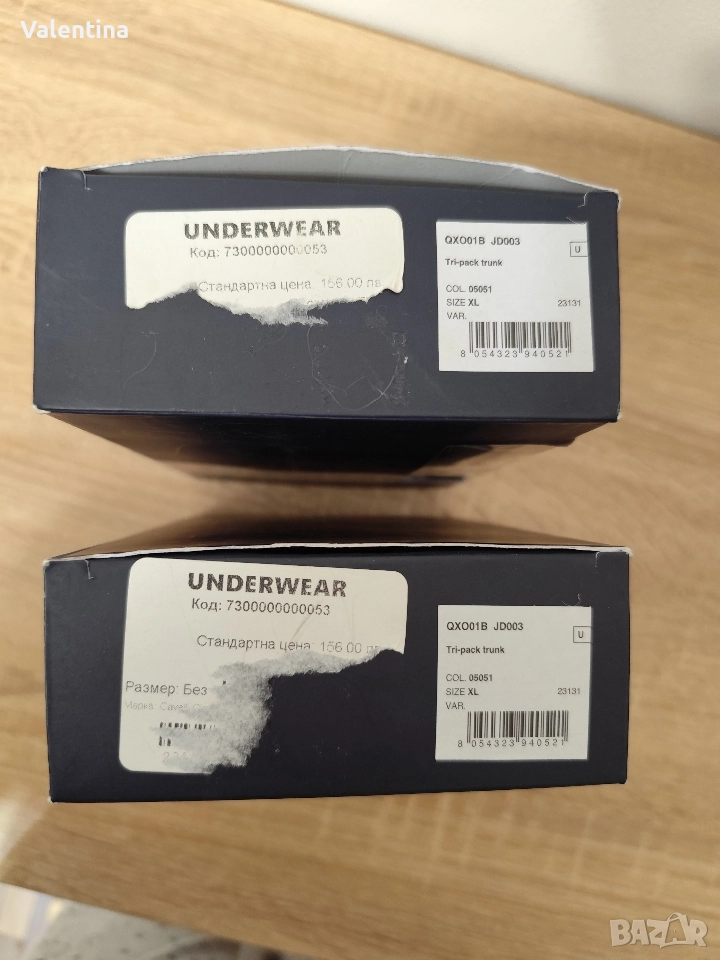 Valentina
UNDERWEAR
Код: 7300000000053
Стандартна цена: 156.00 лв
QXO01B JD003
U
Tri-pack trunk
COL. 05051
SIZE XL 23131
VAR.
8 054323 940521
UNDERWEAR
Код: 7300000000053
Стандартна цена: 156.00
Размер: Без
Марка:
QXO01B JD003
U
Tri-pack trunk
COL. 05051
SIZE XL 23131
VAR.
8 054323 940521
BAZAR